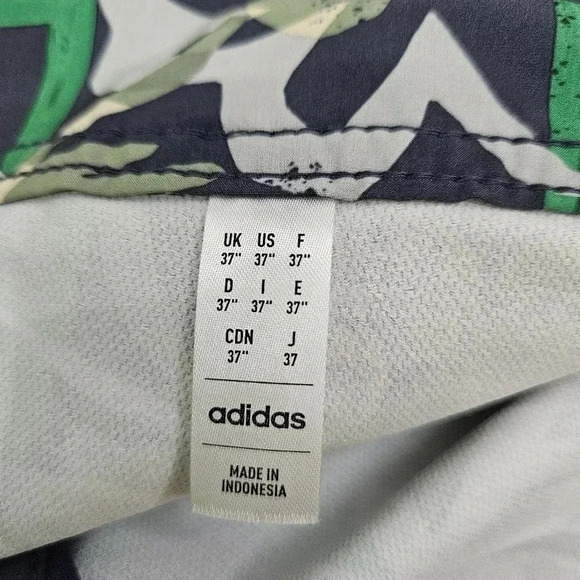 UK US F
37" 37" 37"
D I E
37" 37" 37"
CDN J
37" 37
adidas
MADE IN
INDONESIA